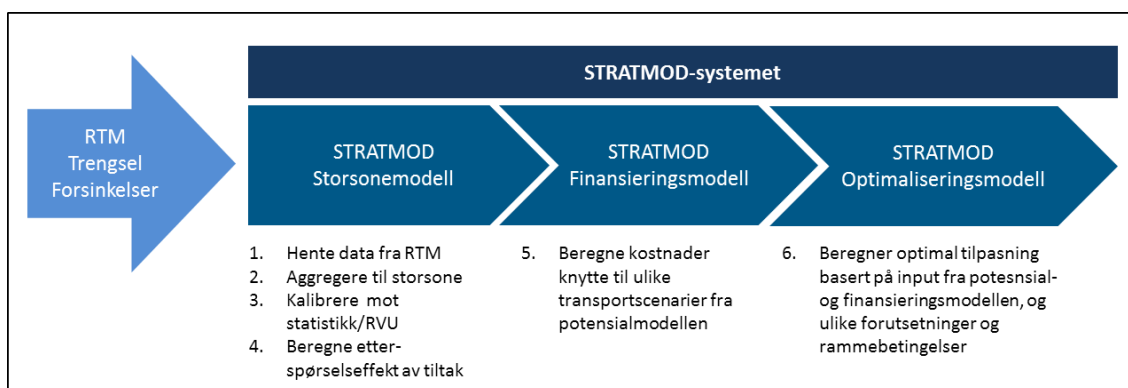 STRATMOD-systemet
RTM
Trengsel
Forsinkelser
STRATMOD
Storsonemodell
STRATMOD
Finansieringsmodell
STRATMOD
Optimaliseringsmodell
1. Hente data fra RTM
2. Aggregere til storsone
3. Kalibrere mot
statistikk/RVU
4. Beregne etter-
spørselseffekt av tiltak
5. Beregne kostnader
knytte til ulike
transportscenarier fra
potensialmodellen
6. Beregner optimal tilpasning
basert på input fra potesnsial-
og finansieringsmodellen, og
ulike forutsetninger og
rammebetingelser